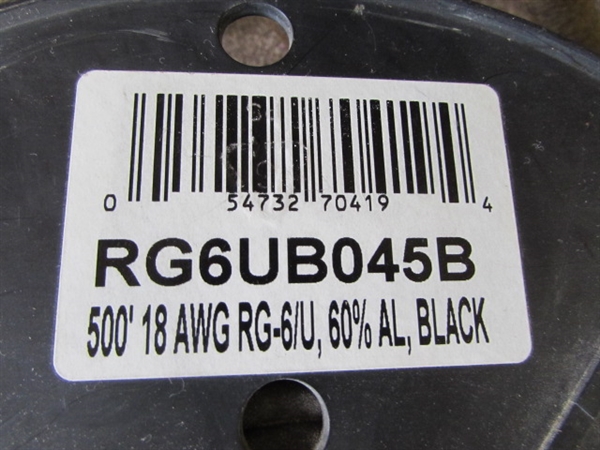 0 54732 70419 4
RG6UB045B
500' 18 AWG RG-6/U, 60% AL, BLACK